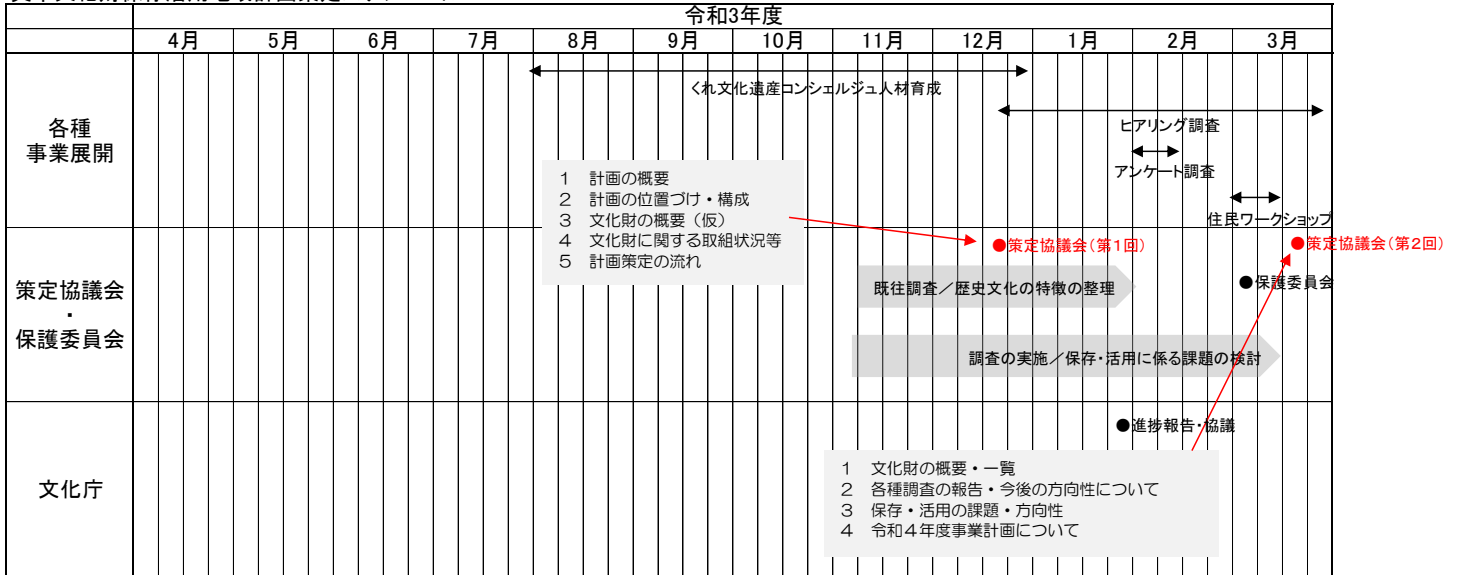 令和3年度
4月 5月 6月 7月 8月 9月 10月 11月 12月 1月 2月 3月
各種
事業展開
くれ文化遺産コンシェルジュ人材育成
ヒアリング調査
アンケート調査
住民ワークショップ
1 計画の概要
2 計画の位置づけ・構成
3 文化財の概要（仮）
4 文化財に関する取組状況等
5 計画策定の流れ
策定協議会
・
保護委員会
●策定協議会(第1回)
●策定協議会(第2回)
既往調査／歴史文化の特徴の整理
●保護委員会
調査の実施／保存・活用に係る課題の検討
文化庁
●進捗報告・協議
1 文化財の概要・一覧
2 各種調査の報告・今後の方向性について
3 保存・活用の課題・方向性
4 令和４年度事業計画について